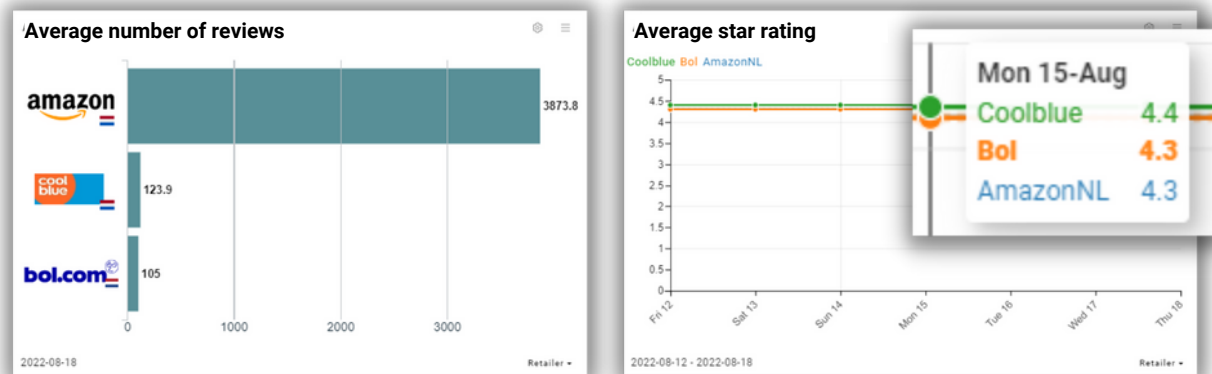 Average number of reviews
amazon
3873.8
cool
blue
123.9
bol.com
105
0
1000
2000
3000
2022-08-18
Retailer
Average star rating
Coolblue Bol AmazonNL
5
4.5
4
3.5
3
2.5
2
1.5
1
0.5
0
Fri 12
Sat 13
Sun 14
Mon 15
Tue 16
Wed 17
Thu 18
2022-08-12 - 2022-08-18
Retailer
Mon 15-Aug
Coolblue 4.4
Bol 4.3
AmazonNL 4.3